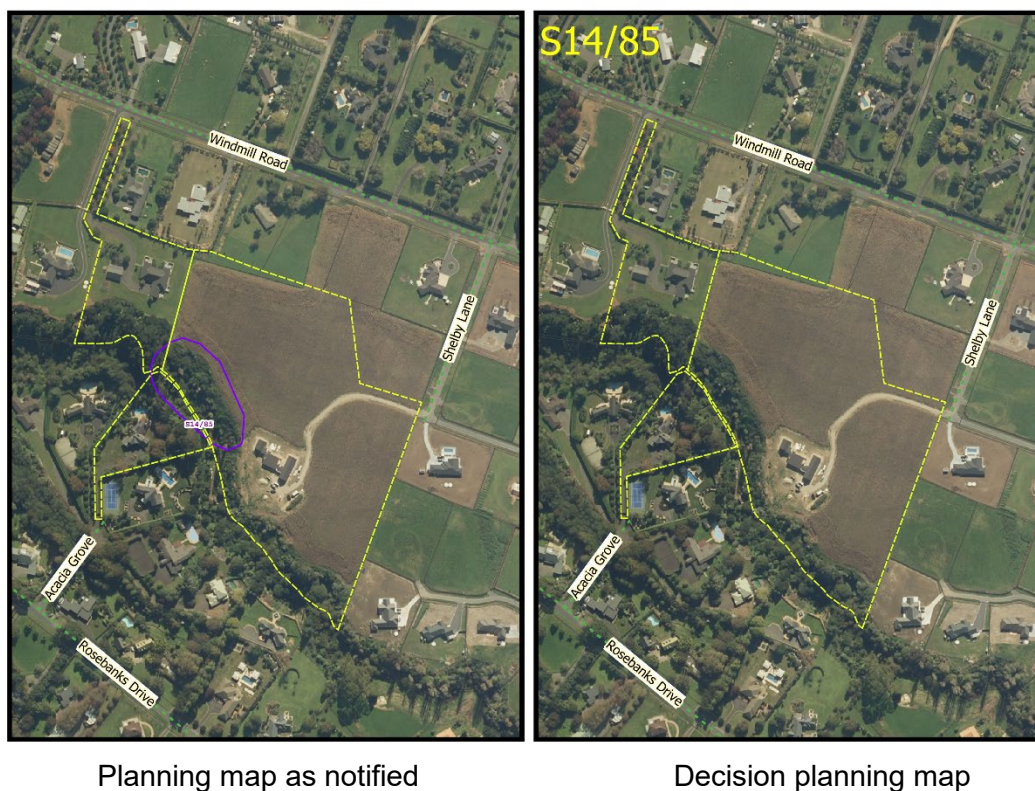 Windmill Road
Shelby Lane
S14/85
Acacia Grove
Rosebanks Drive
Planning map as notified
S14/85
Windmill Road
Shelby Lane
Acacia Grove
Rosebanks Drive
Decision planning map